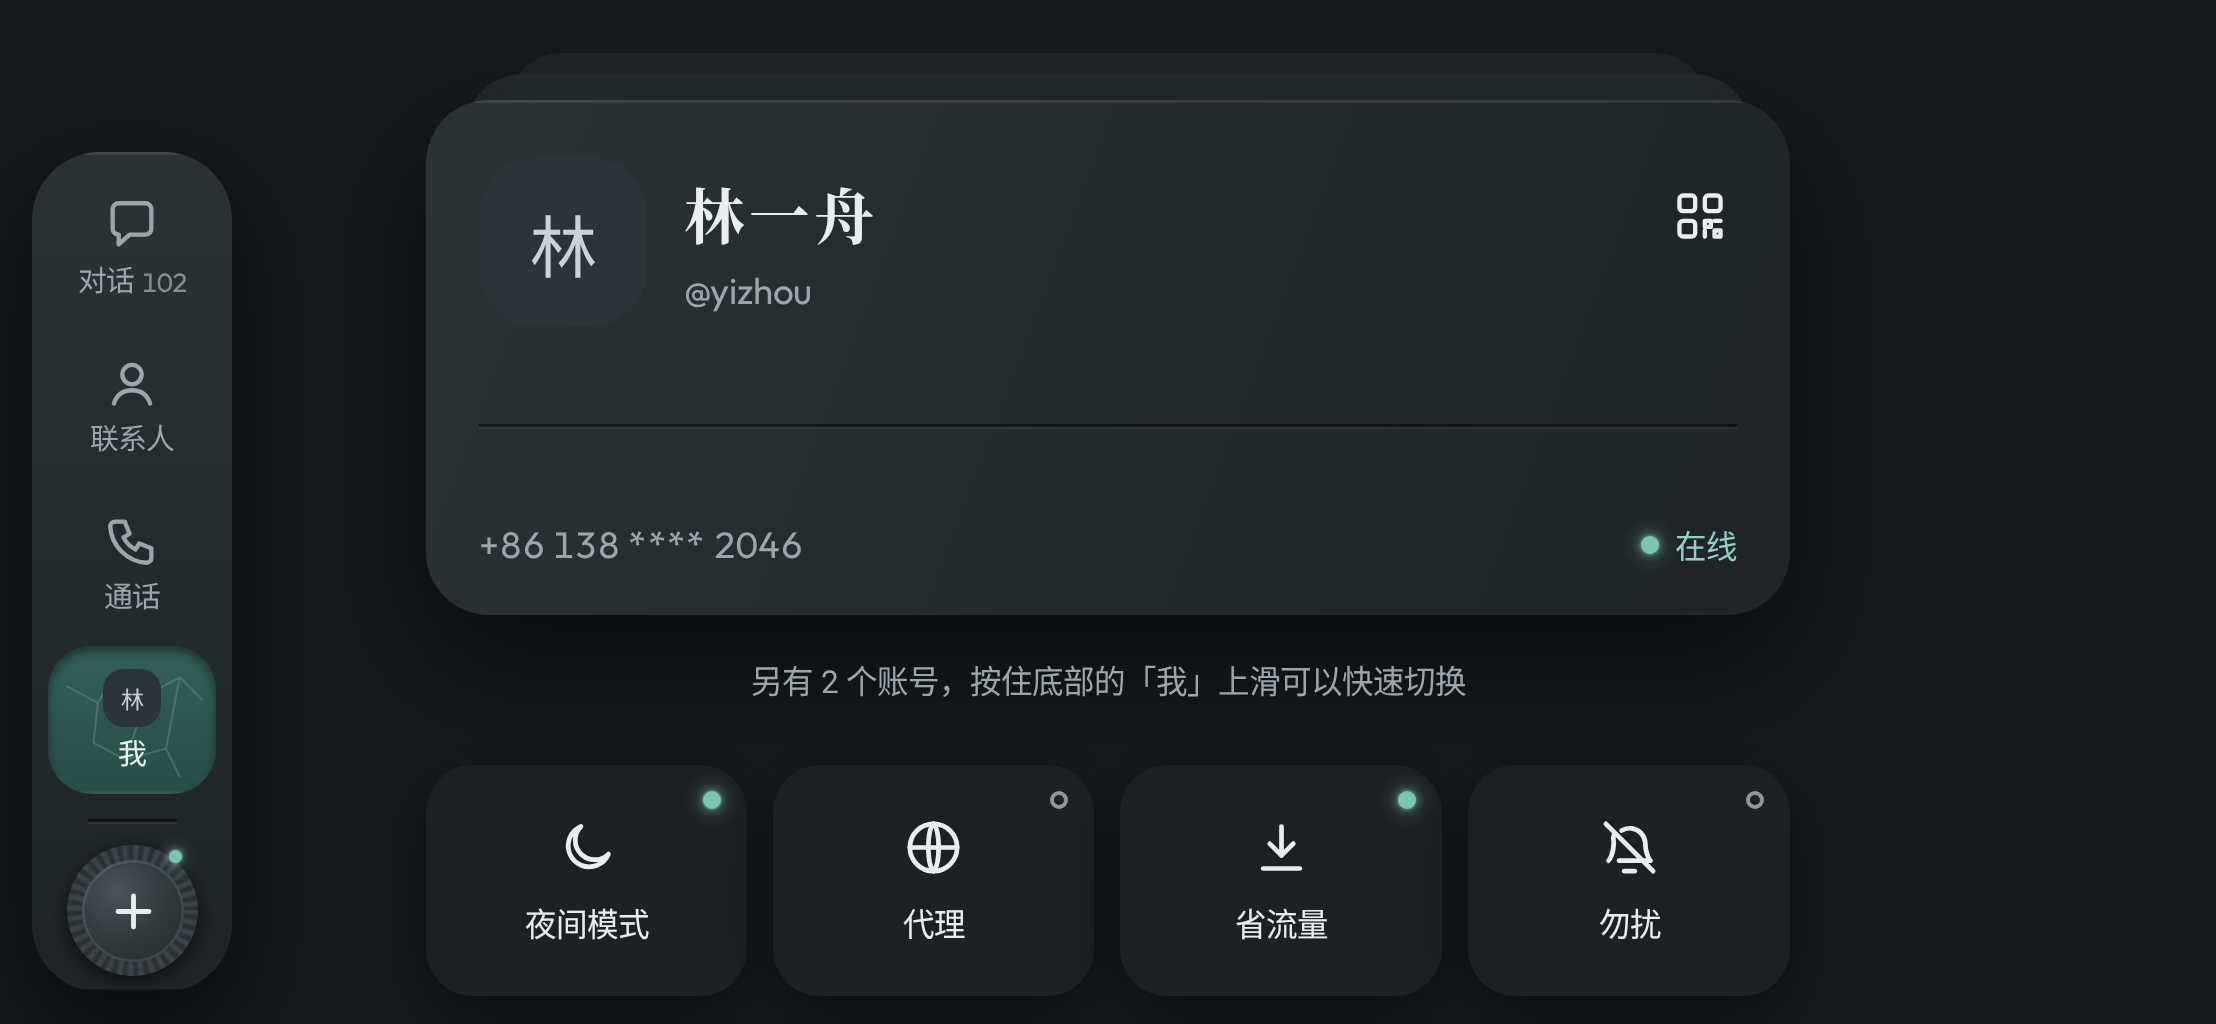 对话 102
联系人
通话
林
我
林
林一舟
@yizhou
+86 138 **** 2046
在线
另有 2 个账号，按住底部的「我」上滑可以快速切换
夜间模式
代理
省流量
勿扰